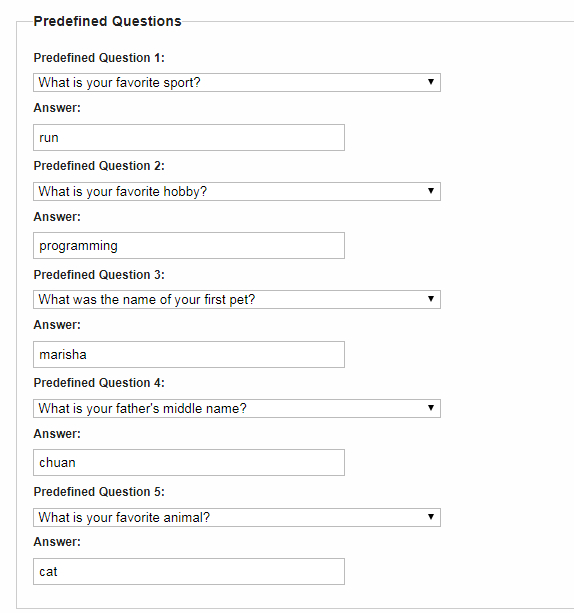 Predefined Questions
Predefined Question 1:
What is your favorite sport?
Answer:
run
Predefined Question 2:
What is your favorite hobby?
Answer:
programming
Predefined Question 3:
What was the name of your first pet?
Answer:
marisha
Predefined Question 4:
What is your father's middle name?
Answer:
chuan
Predefined Question 5:
What is your favorite animal?
Answer:
cat